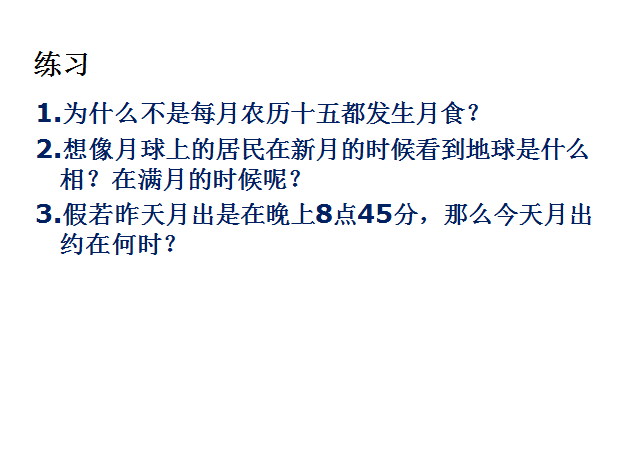 练习
1.为什么不是每月农历十五都发生月食？
2.想像月球上的居民在新月的时候看到地球是什么
相？在满月的时候呢？
3.假若昨天月出是在晚上8点45分，那么今天月出
约在何时？